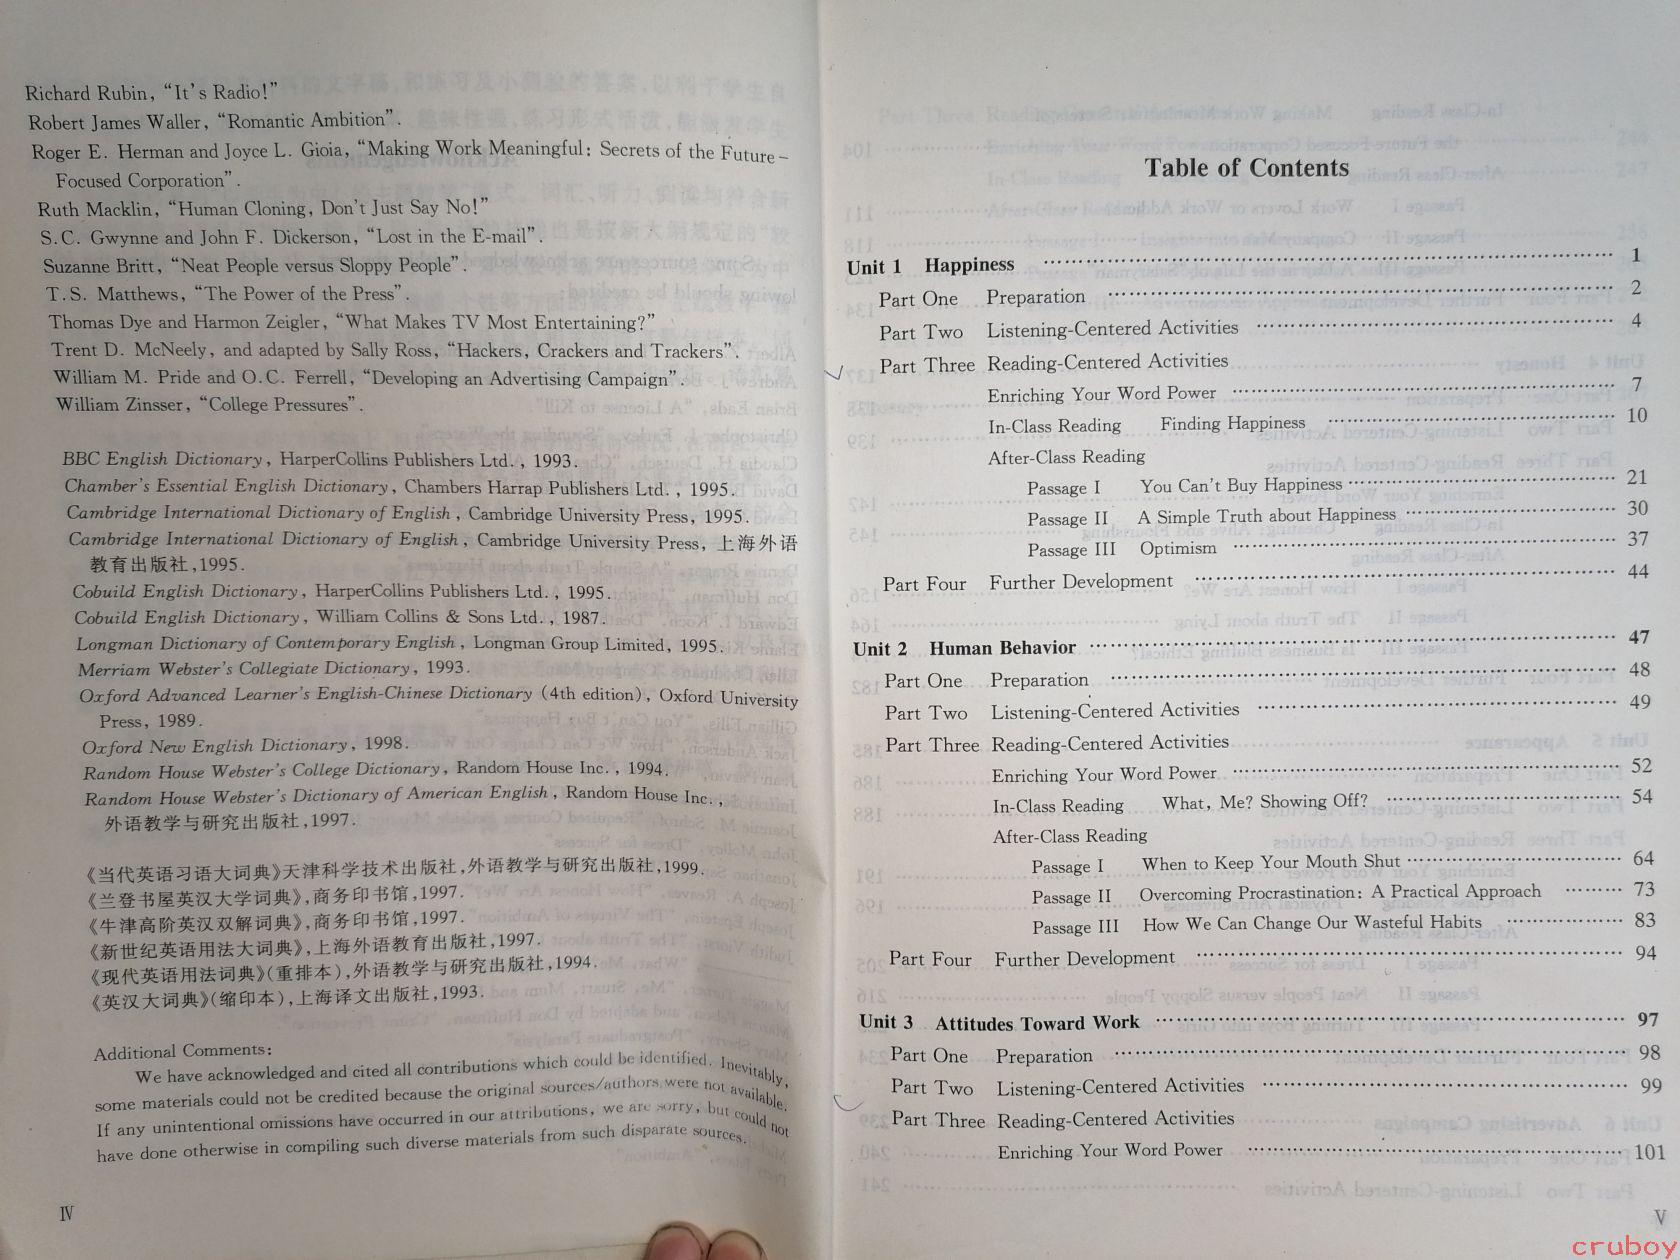 Richard Rubin, “It's Radio!”
Robert James Waller, “Romantic Ambition”.
Roger E. Herman and Joyce L. Gioia, “Making Work Meaningful: Secrets of the Future-
Focused Corporation”.
Ruth Macklin, “Human Cloning, Don't Just Say No!”
S.C. Gwynne and John F. Dickerson, “Lost in the E-mail”.
Suzanne Britt, “Neat People versus Sloppy People”.
T.S. Matthews, “The Power of the Press”.
Thomas Dye and Harmon Zeigler, “What Makes TV Most Entertaining?”
Trent D. McNeely, and adapted by Sally Ross, “Hackers, Crackers and Trackers”.
William M. Pride and O.C. Ferrell, “Developing an Advertising Campaign”.
William Zinsser, “College Pressures”.
BBC English Dictionary, HarperCollins Publishers Ltd., 1993.
Chamber's Essential English Dictionary, Chambers Harrap Publishers Ltd., 1995.
Cambridge International Dictionary of English, Cambridge University Press, 1995.
Cambridge International Dictionary of English, Cambridge University Press, 上海外语
教育出版社,1995.
Cobuild English Dictionary, HarperCollins Publishers Ltd., 1995.
Cobuild English Dictionary, William Collins & Sons Ltd., 1987.
Longman Dictionary of Contemporary English, Longman Group Limited, 1995.
Merriam Webster's Collegiate Dictionary, 1993.
Oxford Advanced Learner's English-Chinese Dictionary (4th edition), Oxford University
Press, 1989.
Oxford New English Dictionary, 1998.
Random House Webster's College Dictionary, Random House Inc., 1994.
Random House Webster's Dictionary of American English, Random House Inc.,
外语教学与研究出版社,1997.
《当代英语习语大词典》天津科学技术出版社,外语教学与研究出版社,1999.
《兰登书屋英汉大学词典》,商务印书馆,1997.
《牛津高阶英汉双解词典》,商务印书馆,1997.
《新世纪英语用法大词典》,上海外语教育出版社,1997.
《现代英语用法词典》(重排本),外语教学与研究出版社,1994.
《英汉大词典》(缩印本),上海译文出版社,1993.
Additional Comments:
We have acknowledged and cited all contributions which could be identified. Inevitably,
some materials could not be credited because the original sources/authors were not available.
If any unintentional omissions have occurred in our attributions, we are sorry, but could not
have done otherwise in compiling such diverse materials from such disparate sources.
Ⅳ
Table of Contents
Unit 1 Happiness ⋯⋯ 1
Part One Preparation ⋯⋯ 2
Part Two Listening-Centered Activities ⋯⋯ 4
Part Three Reading-Centered Activities
Enriching Your Word Power ⋯⋯ 7
In-Class Reading Finding Happiness ⋯⋯ 10
After-Class Reading
Passage I You Can't Buy Happiness ⋯⋯ 21
Passage II A Simple Truth about Happiness ⋯⋯ 30
Passage III Optimism ⋯⋯ 37
Part Four Further Development ⋯⋯ 44
Unit 2 Human Behavior ⋯⋯ 47
Part One Preparation ⋯⋯ 48
Part Two Listening-Centered Activities ⋯⋯ 49
Part Three Reading-Centered Activities
Enriching Your Word Power ⋯⋯ 52
In-Class Reading What, Me? Showing Off? ⋯⋯ 54
After-Class Reading
Passage I When to Keep Your Mouth Shut ⋯⋯ 64
Passage II Overcoming Procrastination: A Practical Approach ⋯⋯ 73
Passage III How We Can Change Our Wasteful Habits ⋯⋯ 83
Part Four Further Development ⋯⋯ 94
Unit 3 Attitudes Toward Work ⋯⋯ 97
Part One Preparation ⋯⋯ 98
Part Two Listening-Centered Activities ⋯⋯ 99
Part Three Reading-Centered Activities
Enriching Your Word Power ⋯⋯ 101
Ⅴ
cruboy